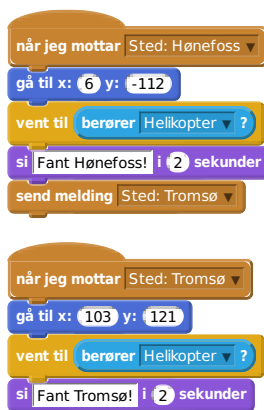 når jeg mottar Sted: Hønefoss
gå til x: 6 y: -112
vent til berører Helikopter ?
si Fant Hønefoss! i 2 sekunder
send melding Sted: Tromsø
når jeg mottar Sted: Tromsø
gå til x: 103 y: 121
vent til berører Helikopter ?
si Fant Tromsø! i 2 sekunder